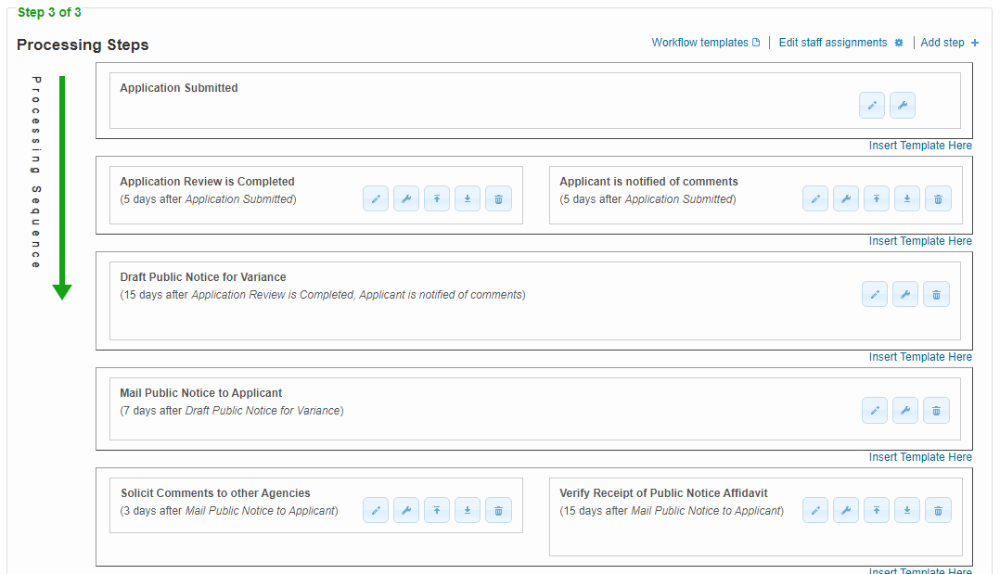 Step 3 of 3
Processing Steps
Workflow templates | Edit staff assignments | Add step +
Processing Sequence
Application Submitted
Insert Template Here
Application Review is Completed
(5 days after Application Submitted)
Applicant is notified of comments
(5 days after Application Submitted)
Insert Template Here
Draft Public Notice for Variance
(15 days after Application Review is Completed, Applicant is notified of comments)
Insert Template Here
Mail Public Notice to Applicant
(7 days after Draft Public Notice for Variance)
Insert Template Here
Solicit Comments to other Agencies
(3 days after Mail Public Notice to Applicant)
Verify Receipt of Public Notice Affidavit
(15 days after Mail Public Notice to Applicant)
Insert Template Here